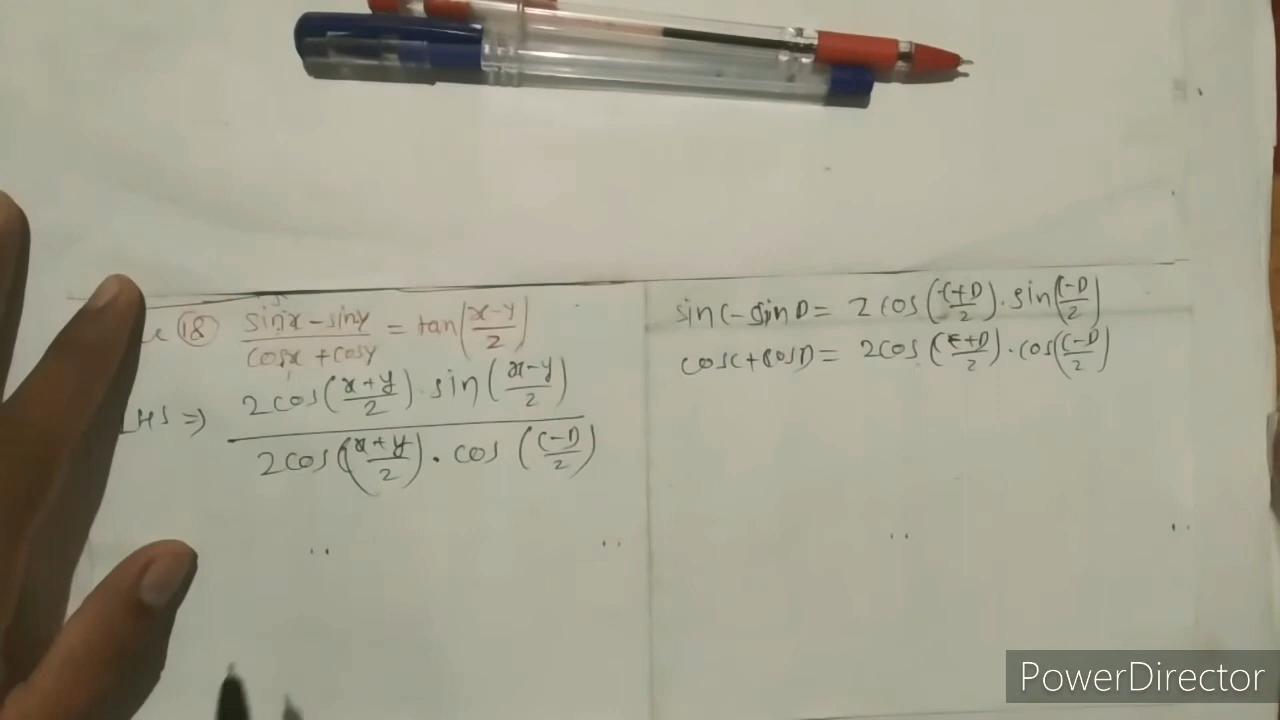 18 (sinx - siny)/(cosx + cosy) = tan((x-y)/2)
LHS ⇒ (2cos((x+y)/2) · sin((x-y)/2))/(2cos((x+y)/2) · cos((C-D)/2))
sinC - sinD = 2cos((C+D)/2) · sin((C-D)/2)
cosC + cosD = 2cos((C+D)/2) · cos((C-D)/2)
PowerDirector